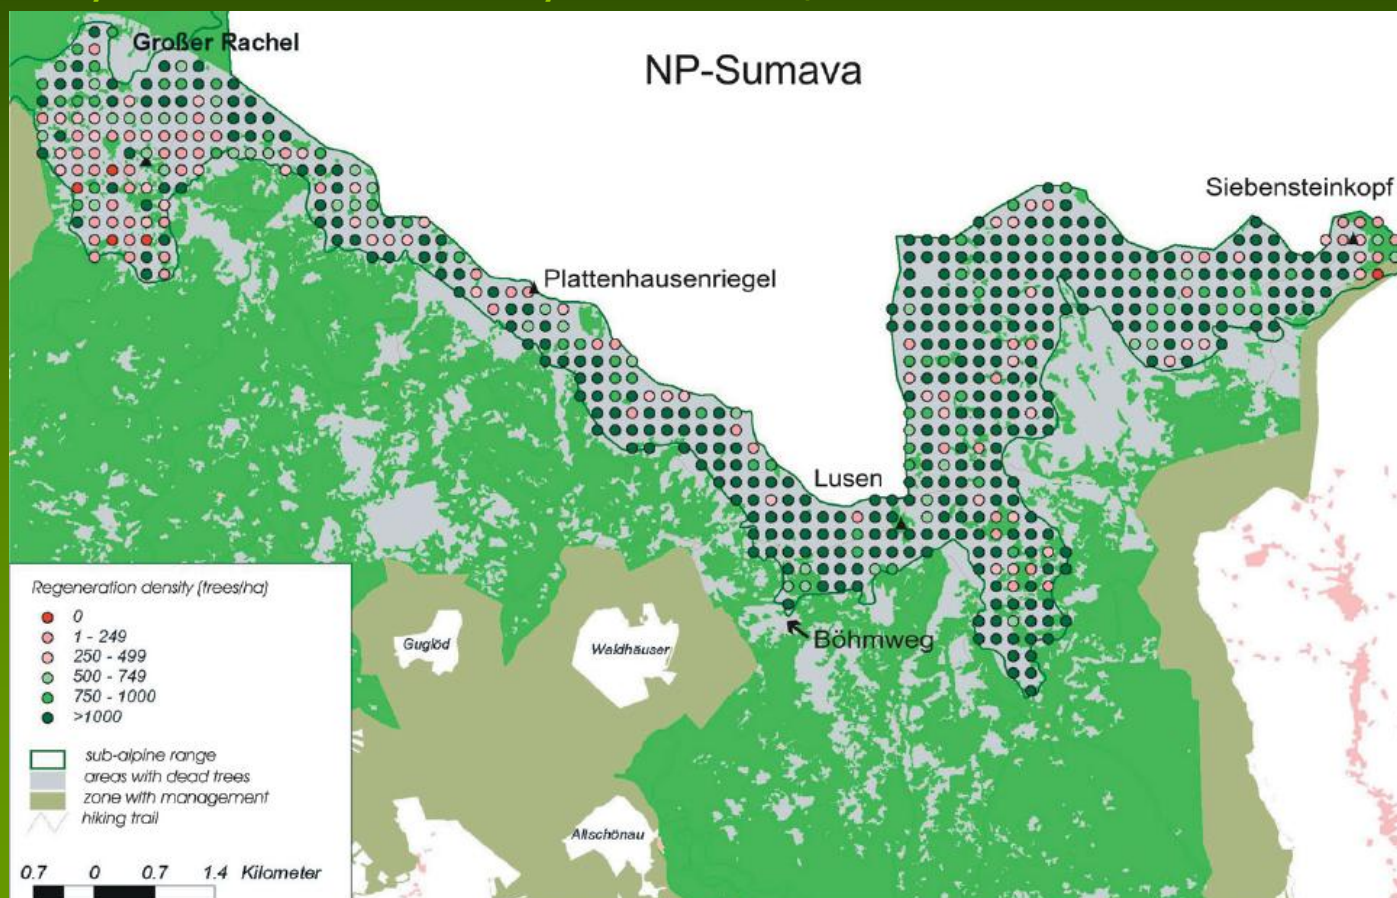 Großer Rachel
NP-Sumava
Siebensteinkopf
Plattenhausenriegel
Lusen
Böhmweg
Guglöd
Waldhäuser
Altschönau
Regeneration density (trees/ha)
0
1 - 249
250 - 499
500 - 749
750 - 1000
>1000
sub-alpine range
areas with dead trees
zone with management
hiking trail
0.7 0 0.7 1.4 Kilometer